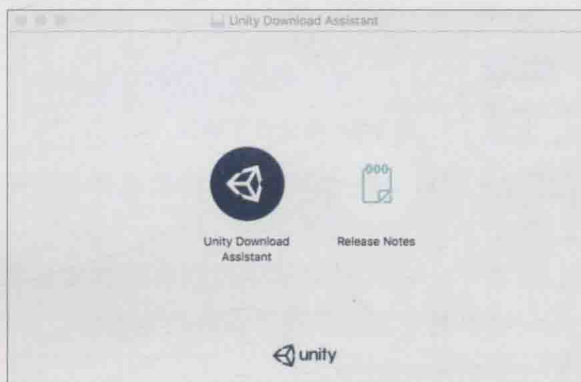 Unity Download Assistant
Unity Download
Assistant
Release Notes
unity